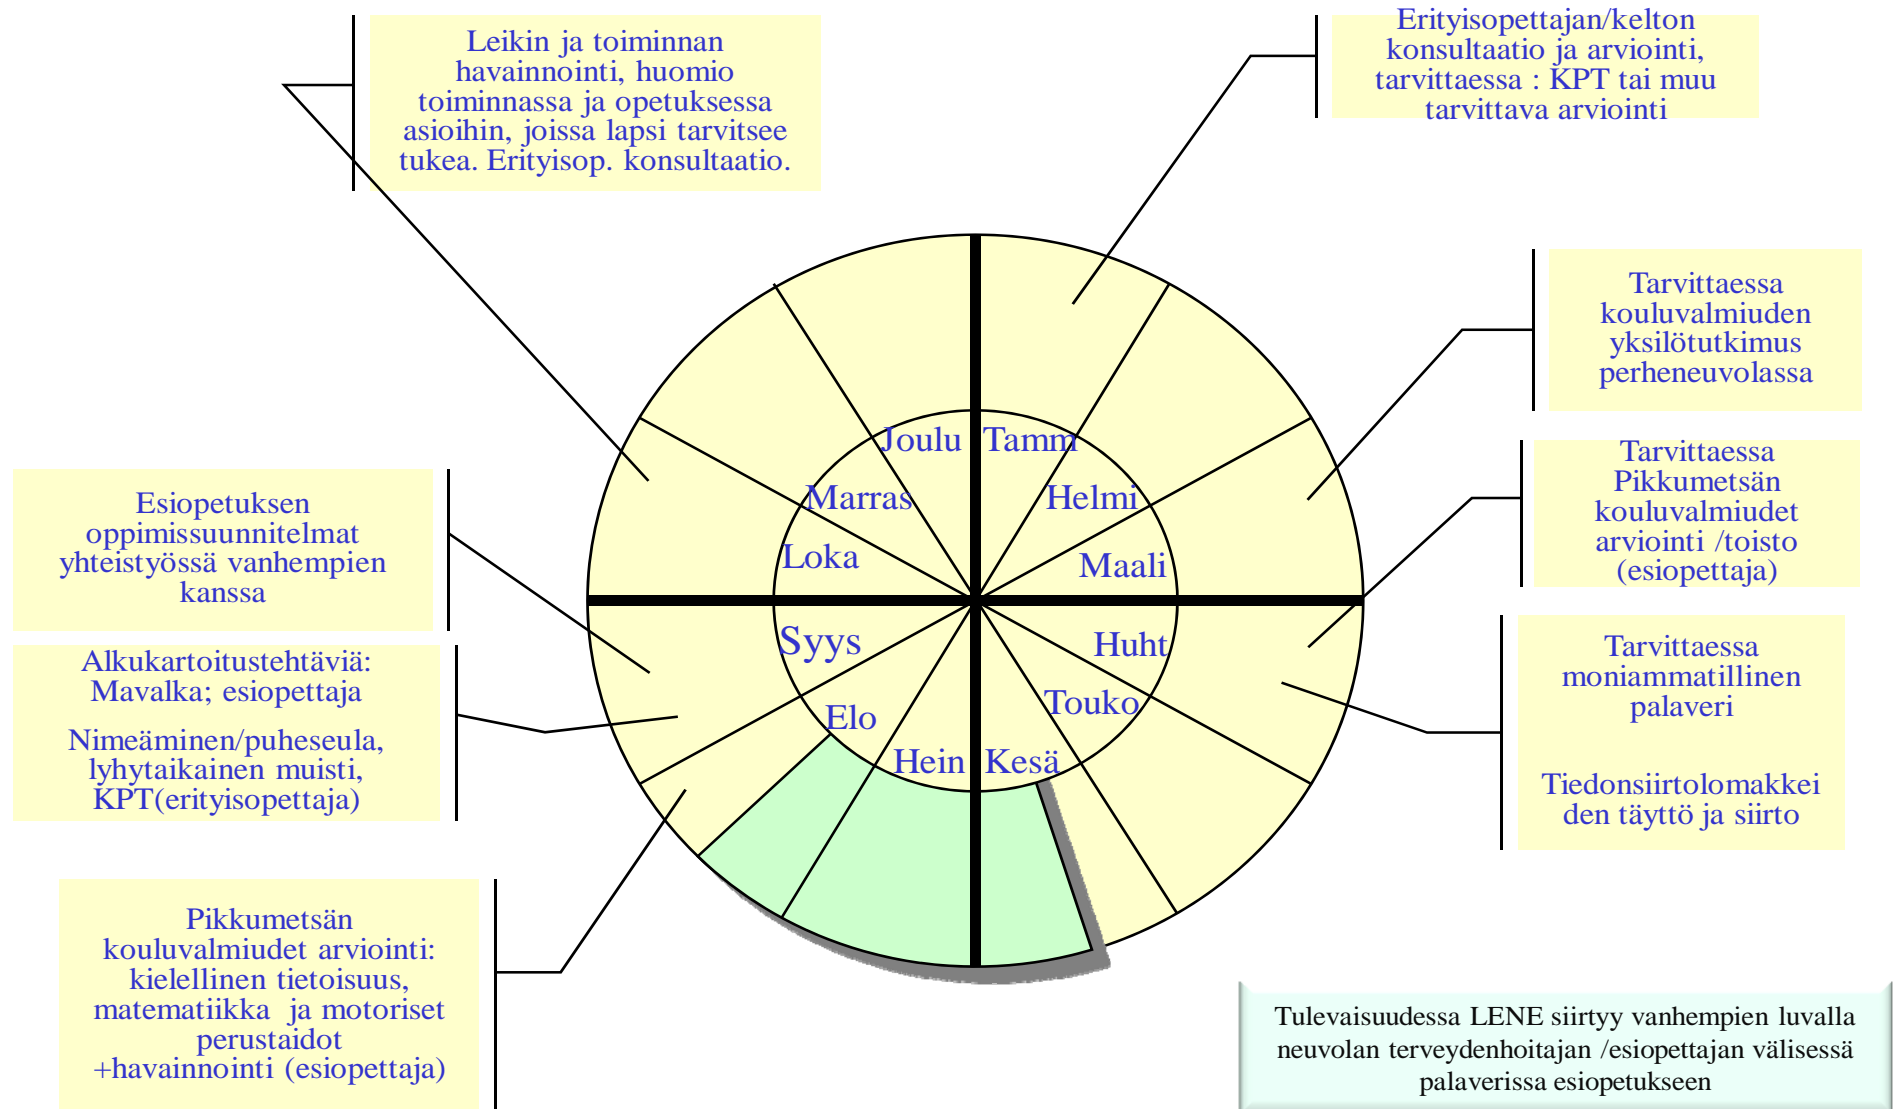 Leikin ja toiminnan
havainnointi, huomio
toiminnassa ja opetuksessa
asioihin, joissa lapsi tarvitsee
tukea. Erityisop. konsultaatio.
Erityisopettajan/kelton
konsultaatio ja arviointi,
tarvittaessa : KPT tai muu
tarvittava arviointi
Tarvittaessa
kouluvalmiuden
yksilötutkimus
perheneuvolassa
Tarvittaessa
Pikkumetsän
kouluvalmiudet
arviointi /toisto
(esiopettaja)
Tarvittaessa
moniammatillinen
palaveri
Tiedonsiirtolomakkei
den täyttö ja siirto
Joulu
Tamm
Marras
Helmi
Loka
Maali
Syys
Huht
Elo
Touko
Hein
Kesä
Esiopetuksen
oppimissuunnitelmat
yhteistyössä vanhempien
kanssa
Alkukartoitustehtäviä:
Mavalka; esiopettaja
Nimeäminen/puheseula,
lyhytaikainen muisti,
KPT(erityisopettaja)
Pikkumetsän
kouluvalmiudet arviointi:
kielellinen tietoisuus,
matematiikka ja motoriset
perustaidot
+havainnointi (esiopettaja)
Tulevaisuudessa LENE siirtyy vanhempien luvalla
neuvolan terveydenhoitajan /esiopettajan välisessä
palaverissa esiopetukseen